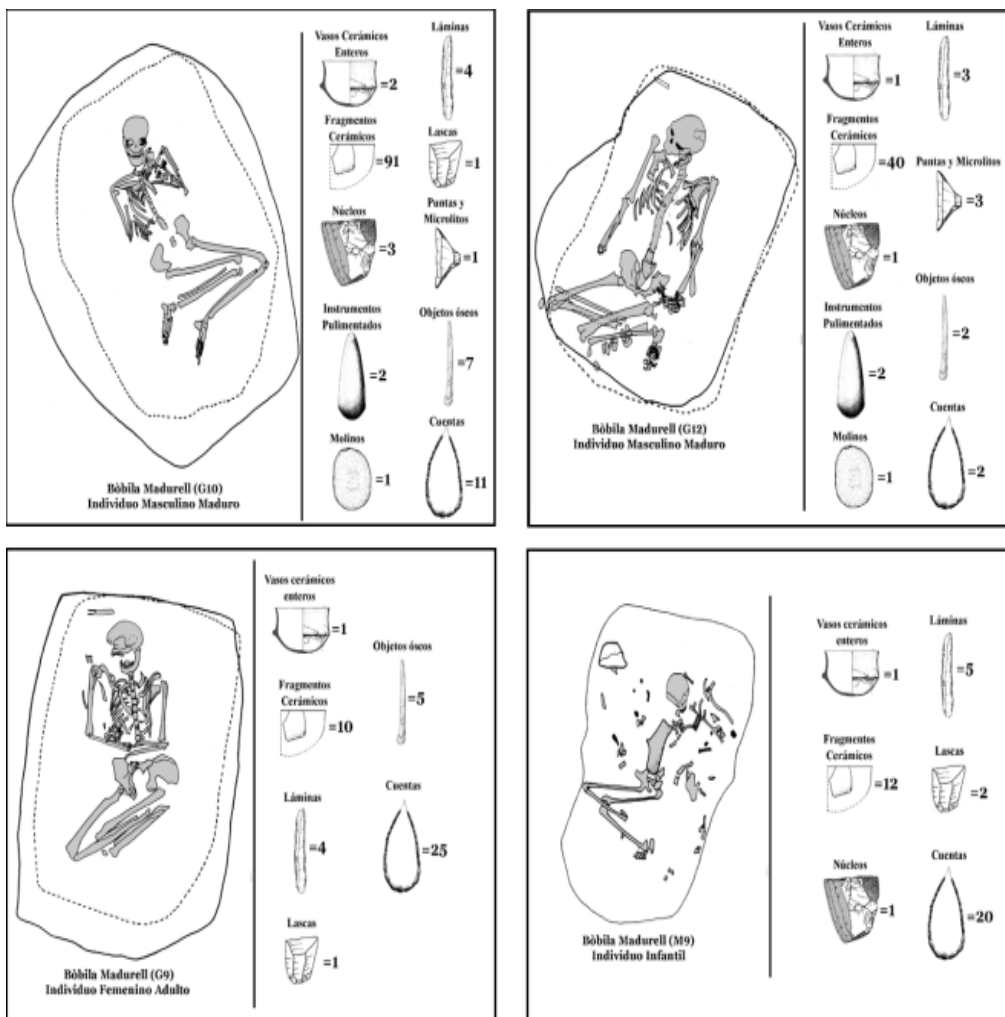 Vasos Cerámicos
Enteros
=2
Láminas
=4
Fragmentos
Cerámicos
=91
Lascas
=1
Núcleos
=3
Puntas y
Microlitos
=1
Instrumentos
Pulimentados
=2
Objetos óseos
=7
Molinos
=1
Cuentas
=11
Bòbila Madurell (G10)
Individuo Masculino Maduro
Vasos Cerámicos
Enteros
=1
Láminas
=3
Fragmentos
Cerámicos
=40
Puntas y Microlitos
=3
Núcleos
=1
Objetos óseos
=2
Instrumentos
Pulimentados
=2
Cuentas
=2
Molinos
=1
Bòbila Madurell (G12)
Individuo Masculino Maduro
Vasos cerámicos
enteros
=1
Objetos óseos
=5
Fragmentos
Cerámicos
=10
Láminas
=4
Cuentas
=25
Lascas
=1
Bòbila Madurell (G9)
Individuo Femenino Adulto
Vasos cerámicos
enteros
=1
Láminas
=5
Fragmentos
Cerámicos
=12
Lascas
=2
Núcleos
=1
Cuentas
=20
Bòbila Madurell (M9)
Individuo Infantil